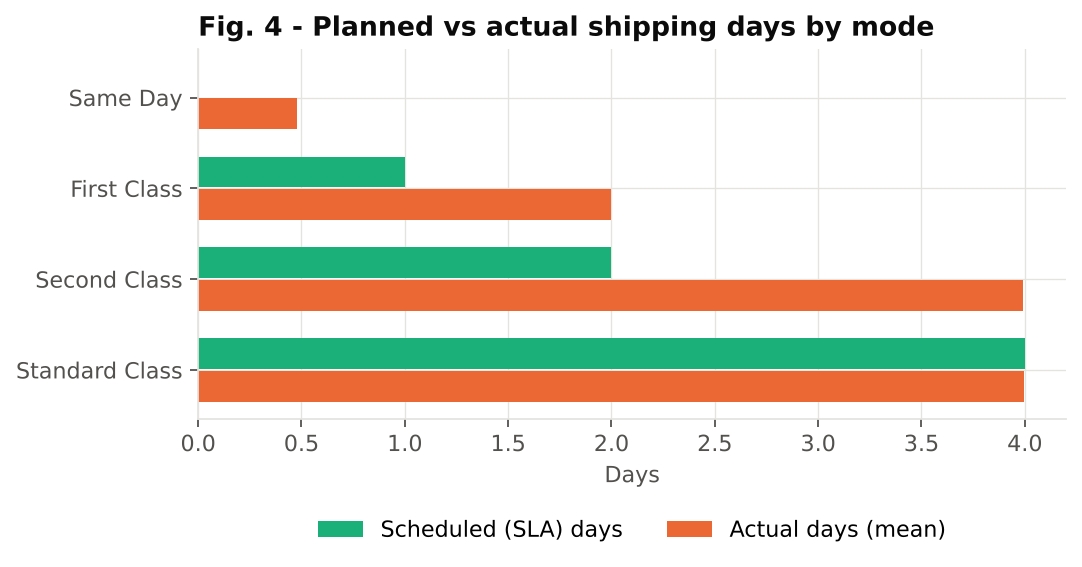 Fig. 4 - Planned vs actual shipping days by mode
Same Day
First Class
Second Class
Standard Class
0.0 0.5 1.0 1.5 2.0 2.5 3.0 3.5 4.0
Days
Scheduled (SLA) days Actual days (mean)